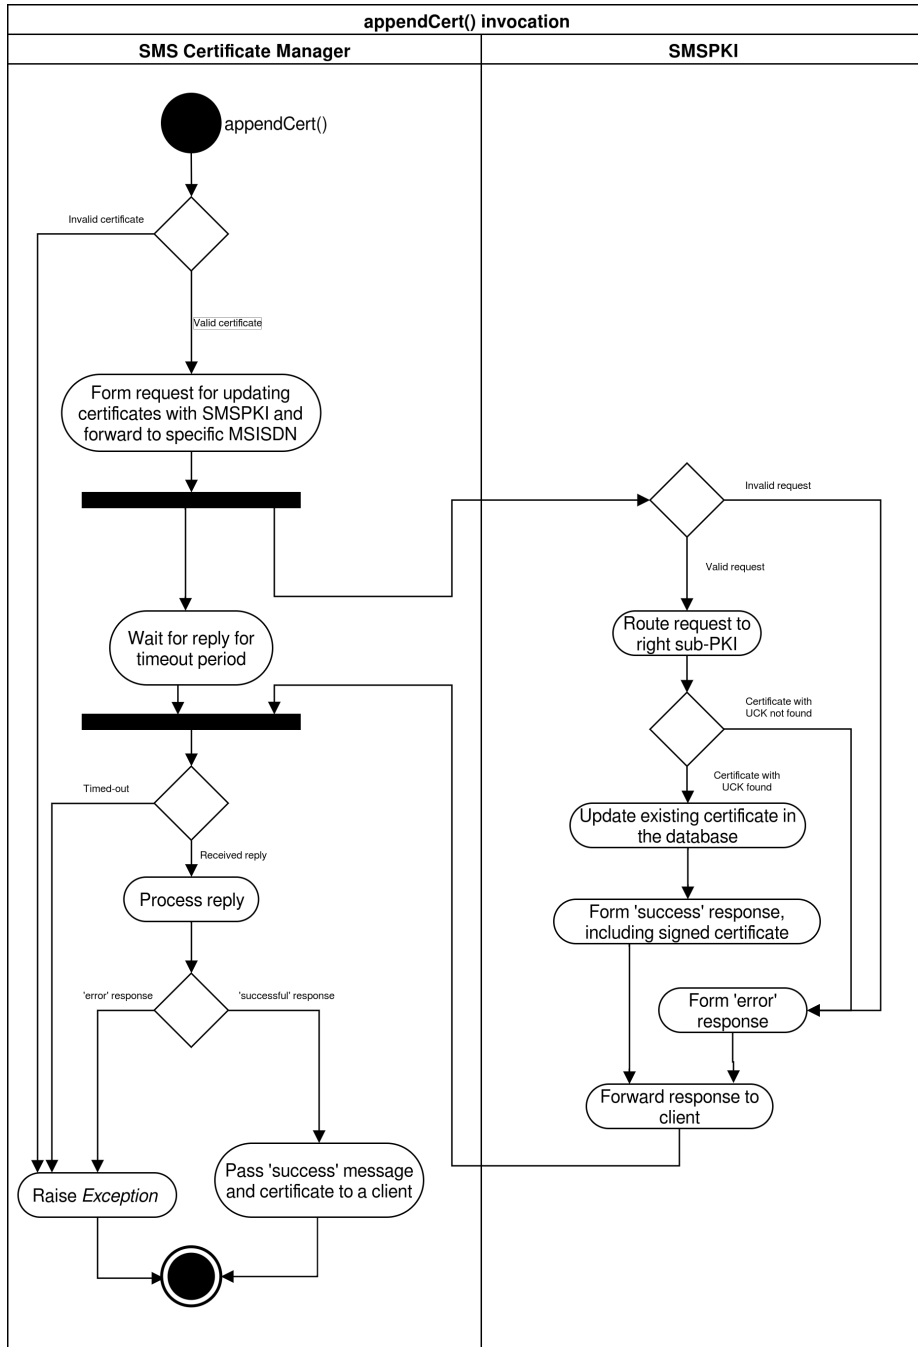 appendCert() invocation
SMS Certificate Manager
SMSPKI
appendCert()
Invalid certificate
Valid certificate
Form request for updating
certificates with SMSPKI and
forward to specific MSISDN
Invalid request
Valid request
Wait for reply for
timeout period
Route request to
right sub-PKI
Certificate with
UCK not found
Certificate with
UCK found
Timed-out
Update existing certificate in
the database
Received reply
Process reply
Form 'success' response,
including signed certificate
'error' response
'successful' response
Form 'error'
response
Forward response to
client
Pass 'success' message
and certificate to a client
Raise Exception